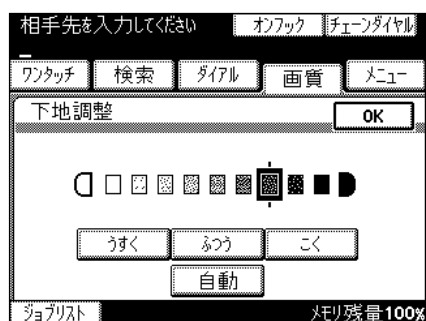 相手先を入力してください オンフック チェーンダイヤル
ワンタッチ 検索 ダイアル 画質 メニュー
下地調整 OK
うすく ふつう こく
自動
ジョブリスト メモリ残量100%